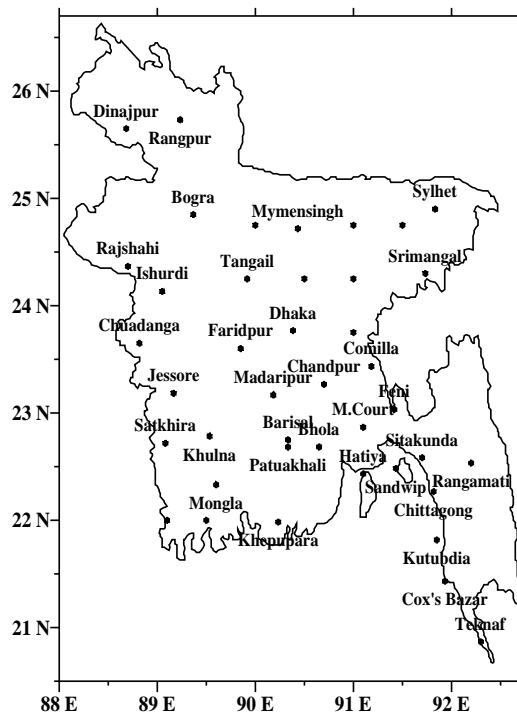 26 N
Dinajpur
Rangpur
25 N
Bogra
Sylhet
Mymensingh
Rajshahi
Srimangal
Ishurdi
Tangail
24 N
Chuadanga
Dhaka
Faridpur
Comilla
Chandpur
Jessore
Madaripur
Feni
23 N
M.Court
Satkhira
Barisal
Bhola
Sitakunda
Khulna
Patuakhali
Hatiya
Rangamati
Sandwip
Mongla
Chittagong
22 N
Khepupara
Kutubdia
Cox's Bazar
21 N
Teknaf
88 E
89 E
90 E
91 E
92 E